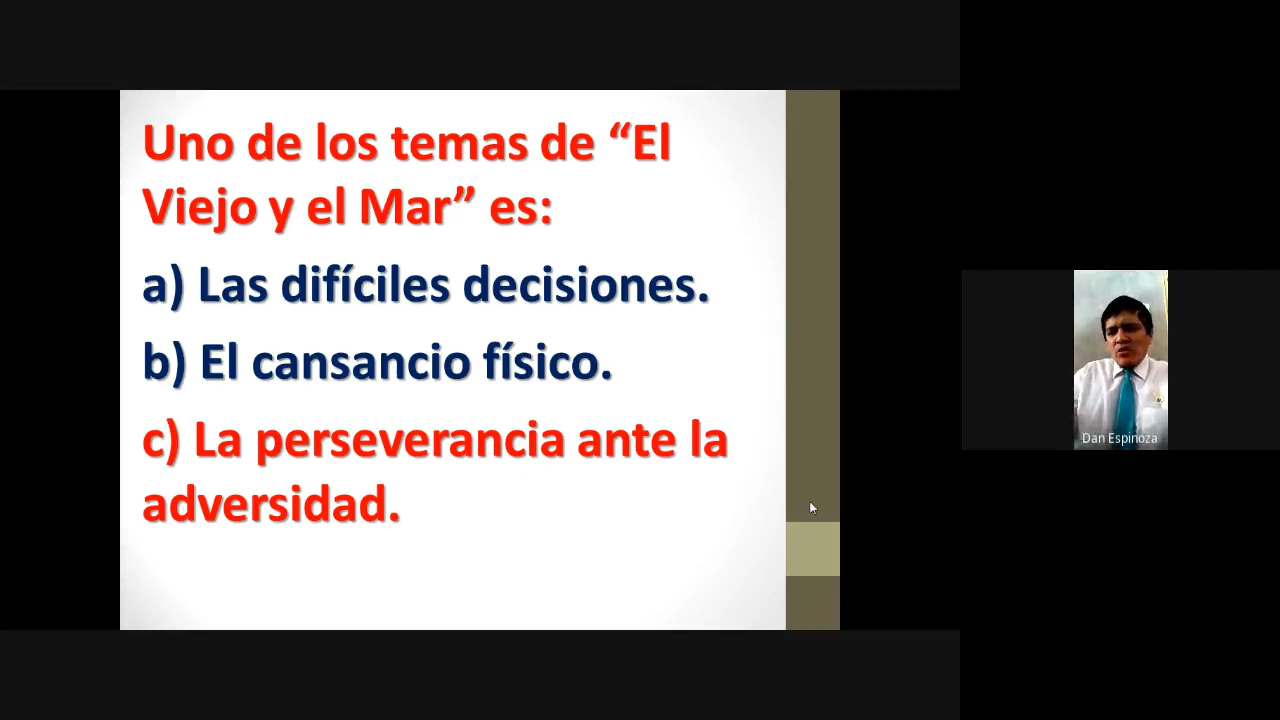 Uno de los temas de “El
Viejo y el Mar” es:
a) Las difíciles decisiones.
b) El cansancio físico.
c) La perseverancia ante la
adversidad.
Dan Espinoza